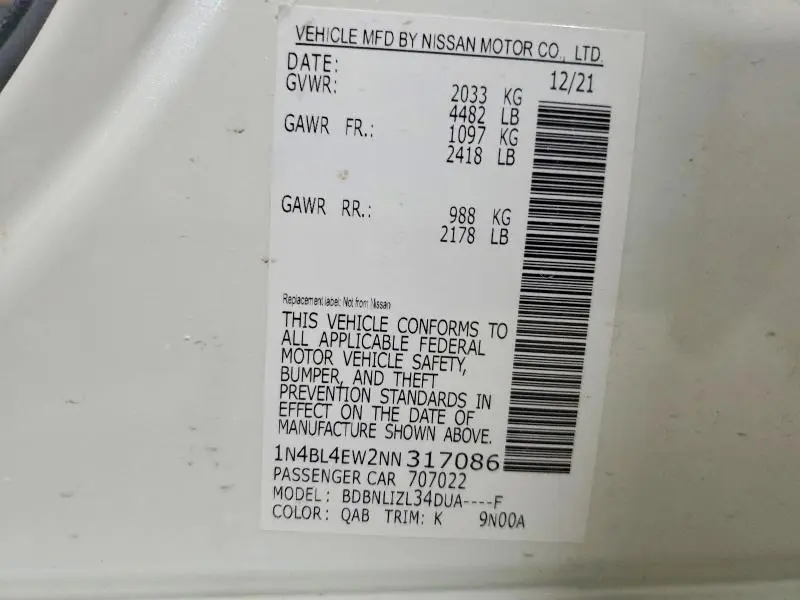 VEHICLE MFD BY NISSAN MOTOR CO., LTD.
DATE: 12/21
GVWR: 2033 KG
4482 LB
GAWR FR.: 1097 KG
2418 LB
GAWR RR.: 988 KG
2178 LB
Replacement label: Not from Nissan
THIS VEHICLE CONFORMS TO
ALL APPLICABLE FEDERAL
MOTOR VEHICLE SAFETY,
BUMPER, AND THEFT
PREVENTION STANDARDS IN
EFFECT ON THE DATE OF
MANUFACTURE SHOWN ABOVE.
1N4BL4EW2NN317086
PASSENGER CAR 707022
MODEL: BDBNLIZL34DUA----F
COLOR: QAB TRIM: K 9N00A